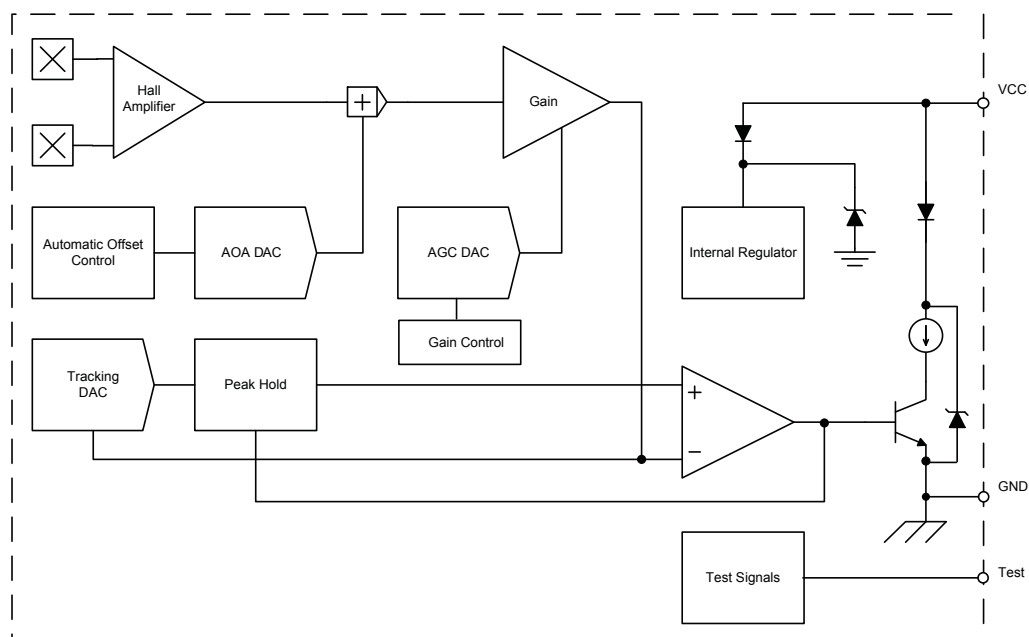 Hall
Amplifier
+
Gain
VCC
Automatic Offset
Control
AOA DAC
AGC DAC
Internal Regulator
Gain Control
Tracking
DAC
Peak Hold
+
−
GND
Test Signals
Test